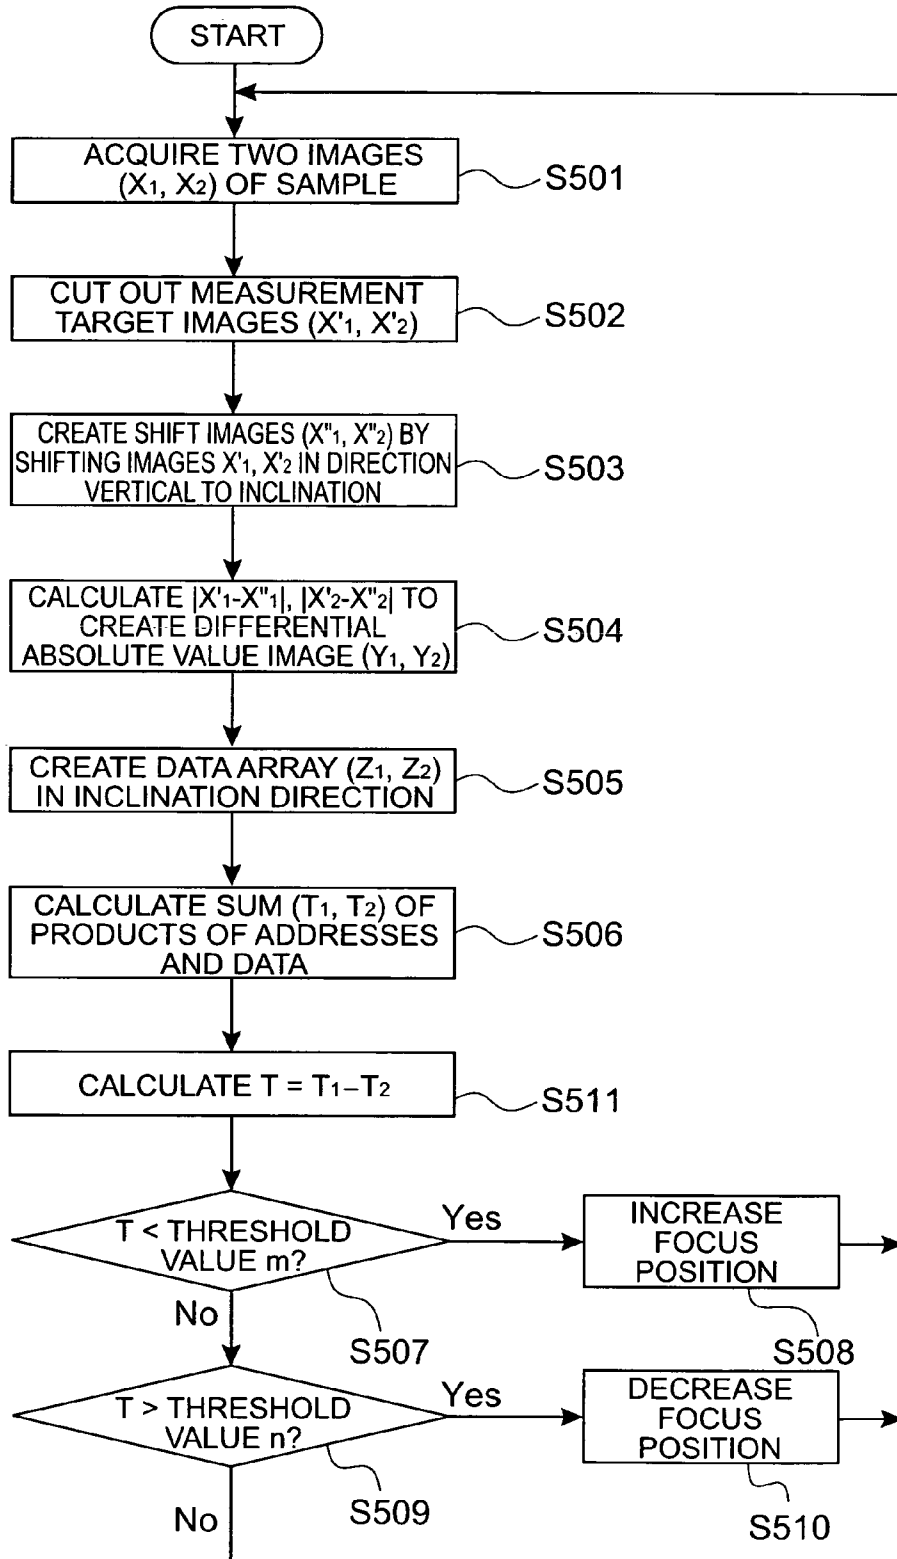 START
ACQUIRE TWO IMAGES
(X₁, X₂) OF SAMPLE
S501
CUT OUT MEASUREMENT
TARGET IMAGES (X'₁, X'₂)
S502
CREATE SHIFT IMAGES (X"₁, X"₂) BY
SHIFTING IMAGES X'₁, X'₂ IN DIRECTION
VERTICAL TO INCLINATION
S503
CALCULATE |X'₁-X"₁|, |X'₂-X"₂| TO
CREATE DIFFERENTIAL
ABSOLUTE VALUE IMAGE (Y₁, Y₂)
S504
CREATE DATA ARRAY (Z₁, Z₂)
IN INCLINATION DIRECTION
S505
CALCULATE SUM (T₁, T₂) OF
PRODUCTS OF ADDRESSES
AND DATA
S506
CALCULATE T = T₁−T₂
S511
T < THRESHOLD
VALUE m?
S507
Yes
INCREASE
FOCUS
POSITION
S508
No
T > THRESHOLD
VALUE n?
S509
Yes
DECREASE
FOCUS
POSITION
S510
No